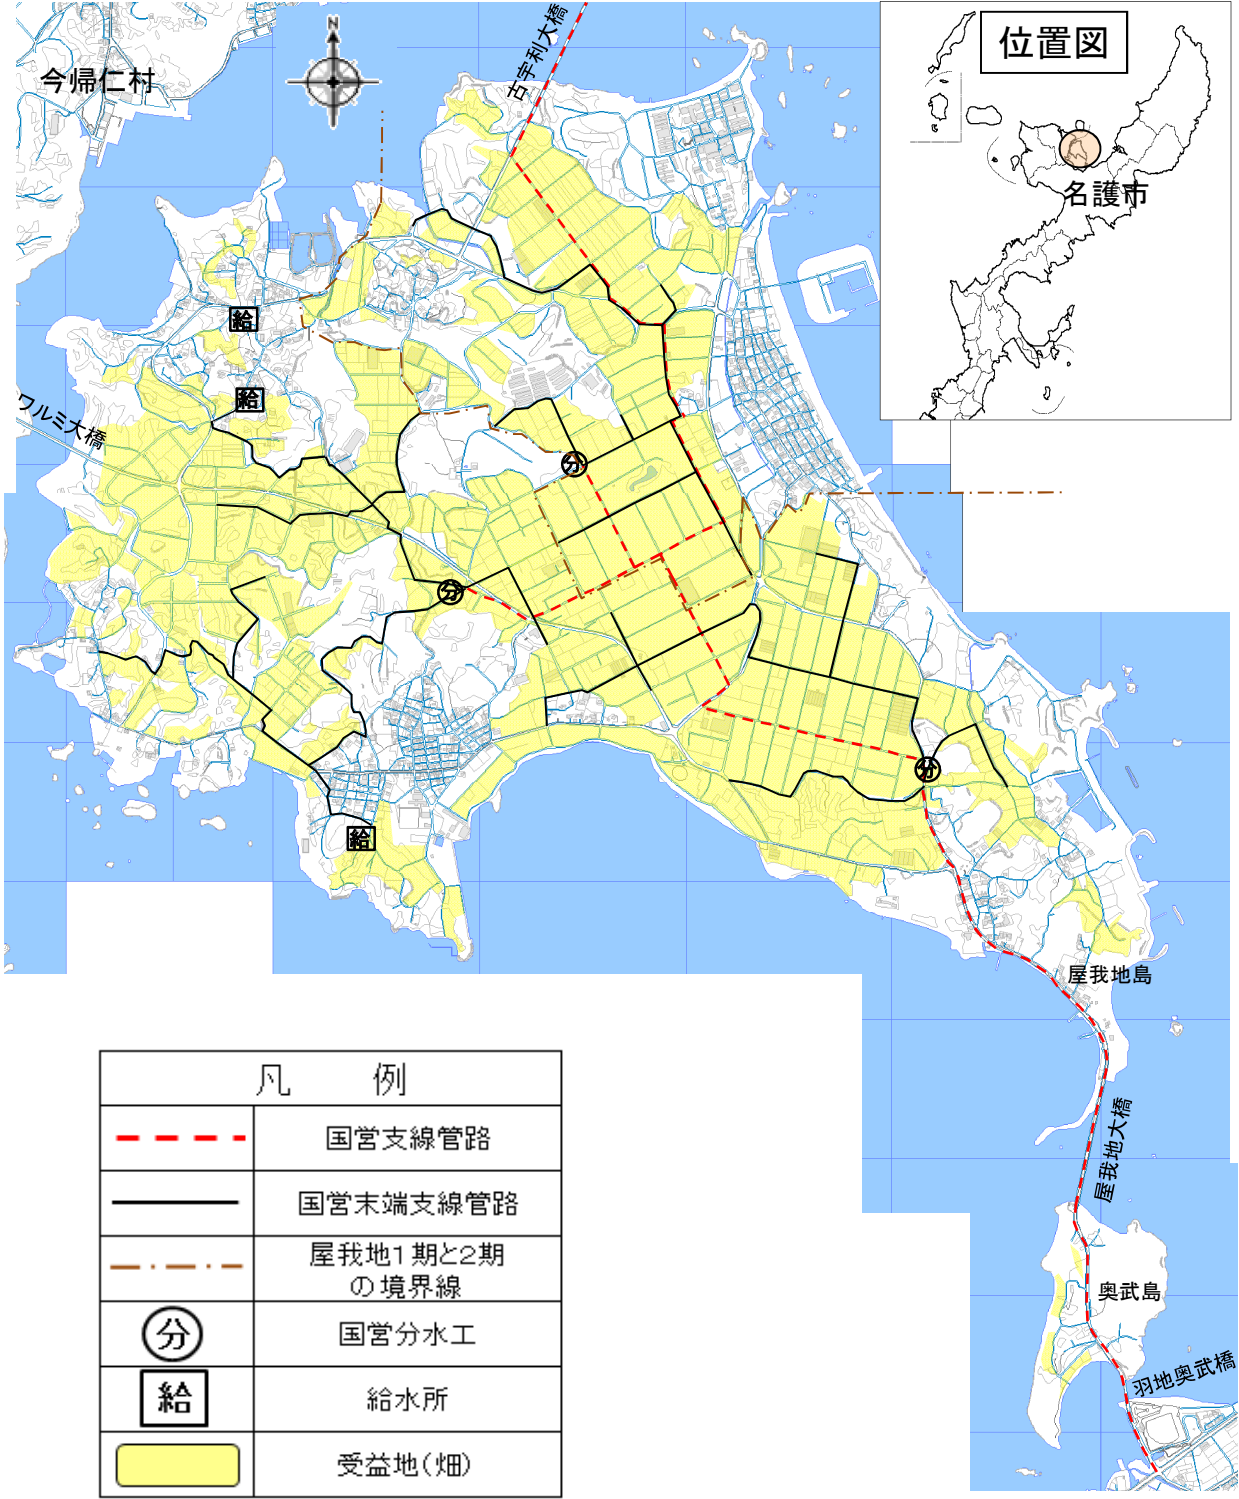 今帰仁村
N
古宇利大橋
位置図
名護市
給
給
ワルミ大橋
分
分
分
給
屋我地島
屋我地大橋
奥武島
羽地奥武橋
凡 例
国営支線管路
国営末端支線管路
屋我地1期と2期
の境界線
分
国営分水工
給
給水所
受益地(畑)